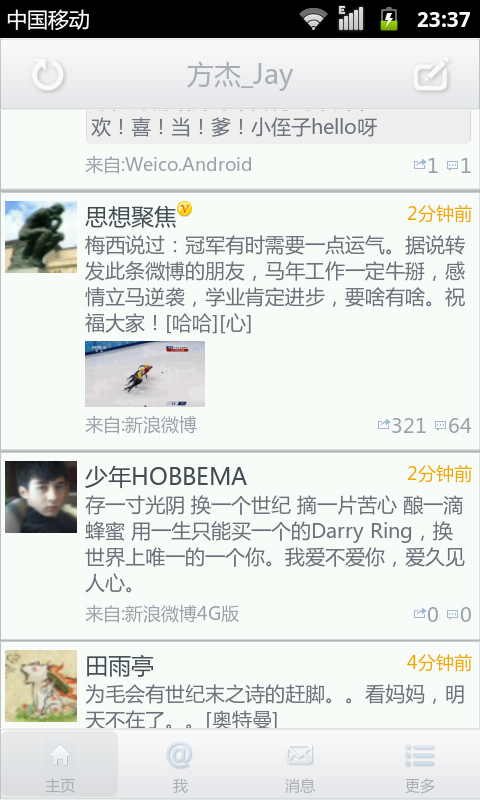 中国移动 E 23:37
方杰_Jay
欢！喜！当！爹！小侄子hello呀
来自:Weico.Android 1 1
思想聚焦 V 2分钟前
梅西说过：冠军有时需要一点运气。据说转
发此条微博的朋友，马年工作一定牛掰，感
情立马逆袭，学业肯定进步，要啥有啥。祝
福大家！[哈哈][心]
来自:新浪微博 321 64
少年HOBBEMA 2分钟前
存一寸光阴 换一个世纪 摘一片苦心 酿一滴
蜂蜜 用一生只能买一个的Darry Ring，换
世界上唯一的一个你。我爱不爱你，爱久见
人心。
来自:新浪微博4G版 0 0
田雨亭 4分钟前
为毛会有世纪末之诗的赶脚。。看妈妈，明
天不在了。。[奥特曼]
主页 @ 我 消息 更多